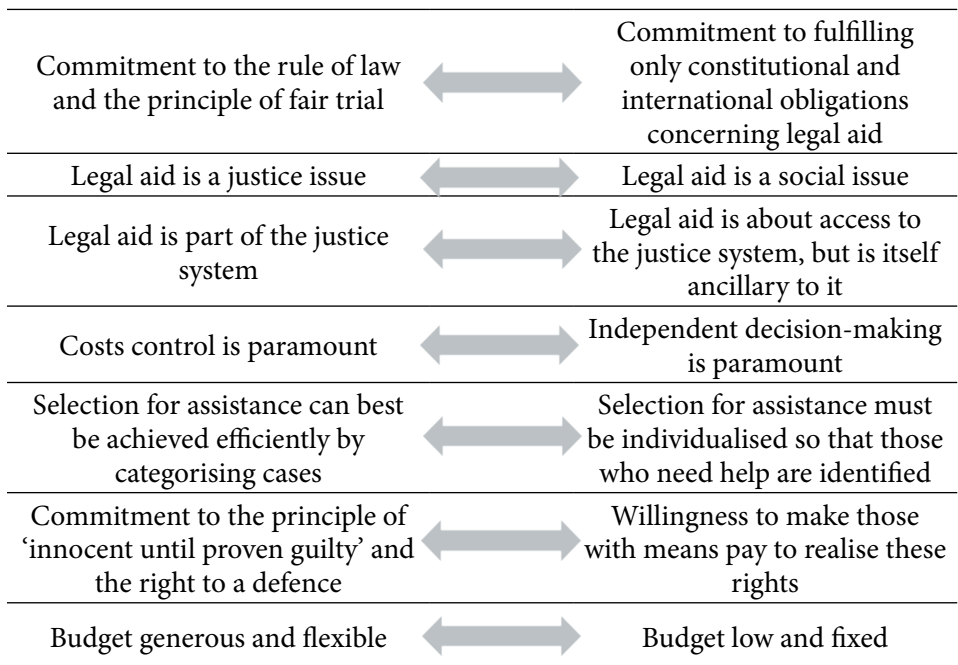 Commitment to the rule of law
and the principle of fair trial
Commitment to fulfilling
only constitutional and
international obligations
concerning legal aid
Legal aid is a justice issue
Legal aid is a social issue
Legal aid is part of the justice
system
Legal aid is about access to
the justice system, but is itself
ancillary to it
Costs control is paramount
Independent decision-making
is paramount
Selection for assistance can best
be achieved efficiently by
categorising cases
Selection for assistance must
be individualised so that those
who need help are identified
Commitment to the principle of
‘innocent until proven guilty’ and
the right to a defence
Willingness to make those
with means pay to realise these
rights
Budget generous and flexible
Budget low and fixed